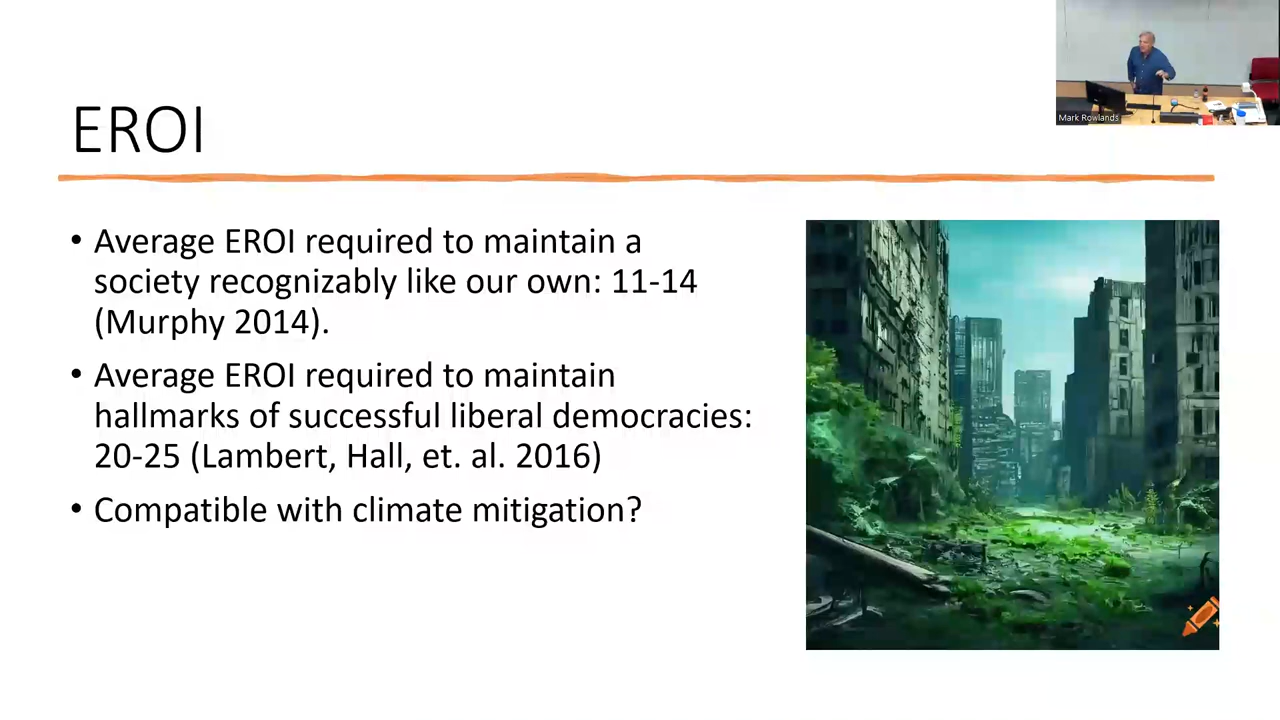 Mark Rowlands
EROI
• Average EROI required to maintain a
society recognizably like our own: 11-14
(Murphy 2014).
• Average EROI required to maintain
hallmarks of successful liberal democracies:
20-25 (Lambert, Hall, et. al. 2016)
• Compatible with climate mitigation?